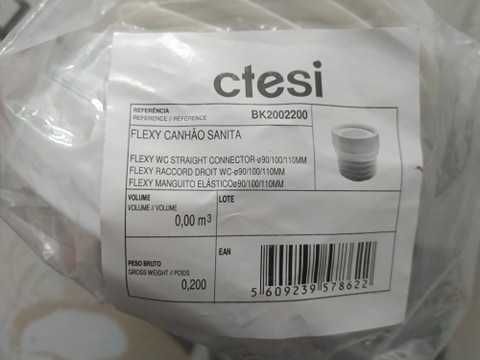 ctesi
REFERÊNCIA
REFERENCE // RÉFÉRENCE
BK2002200
FLEXY CANHÃO SANITA
FLEXY WC STRAIGHT CONNECTOR-ø90/100/110MM
FLEXY RACCORD DROIT WC-ø90/100/110MM
FLEXY MANGUITO ELÁSTICOø90/100/110MM
VOLUME
VOLUME // VOLUME
0,00 m³
LOTE
PESO BRUTO
GROSS WEIGHT // POIDS
0,200
EAN
5 609239 578622